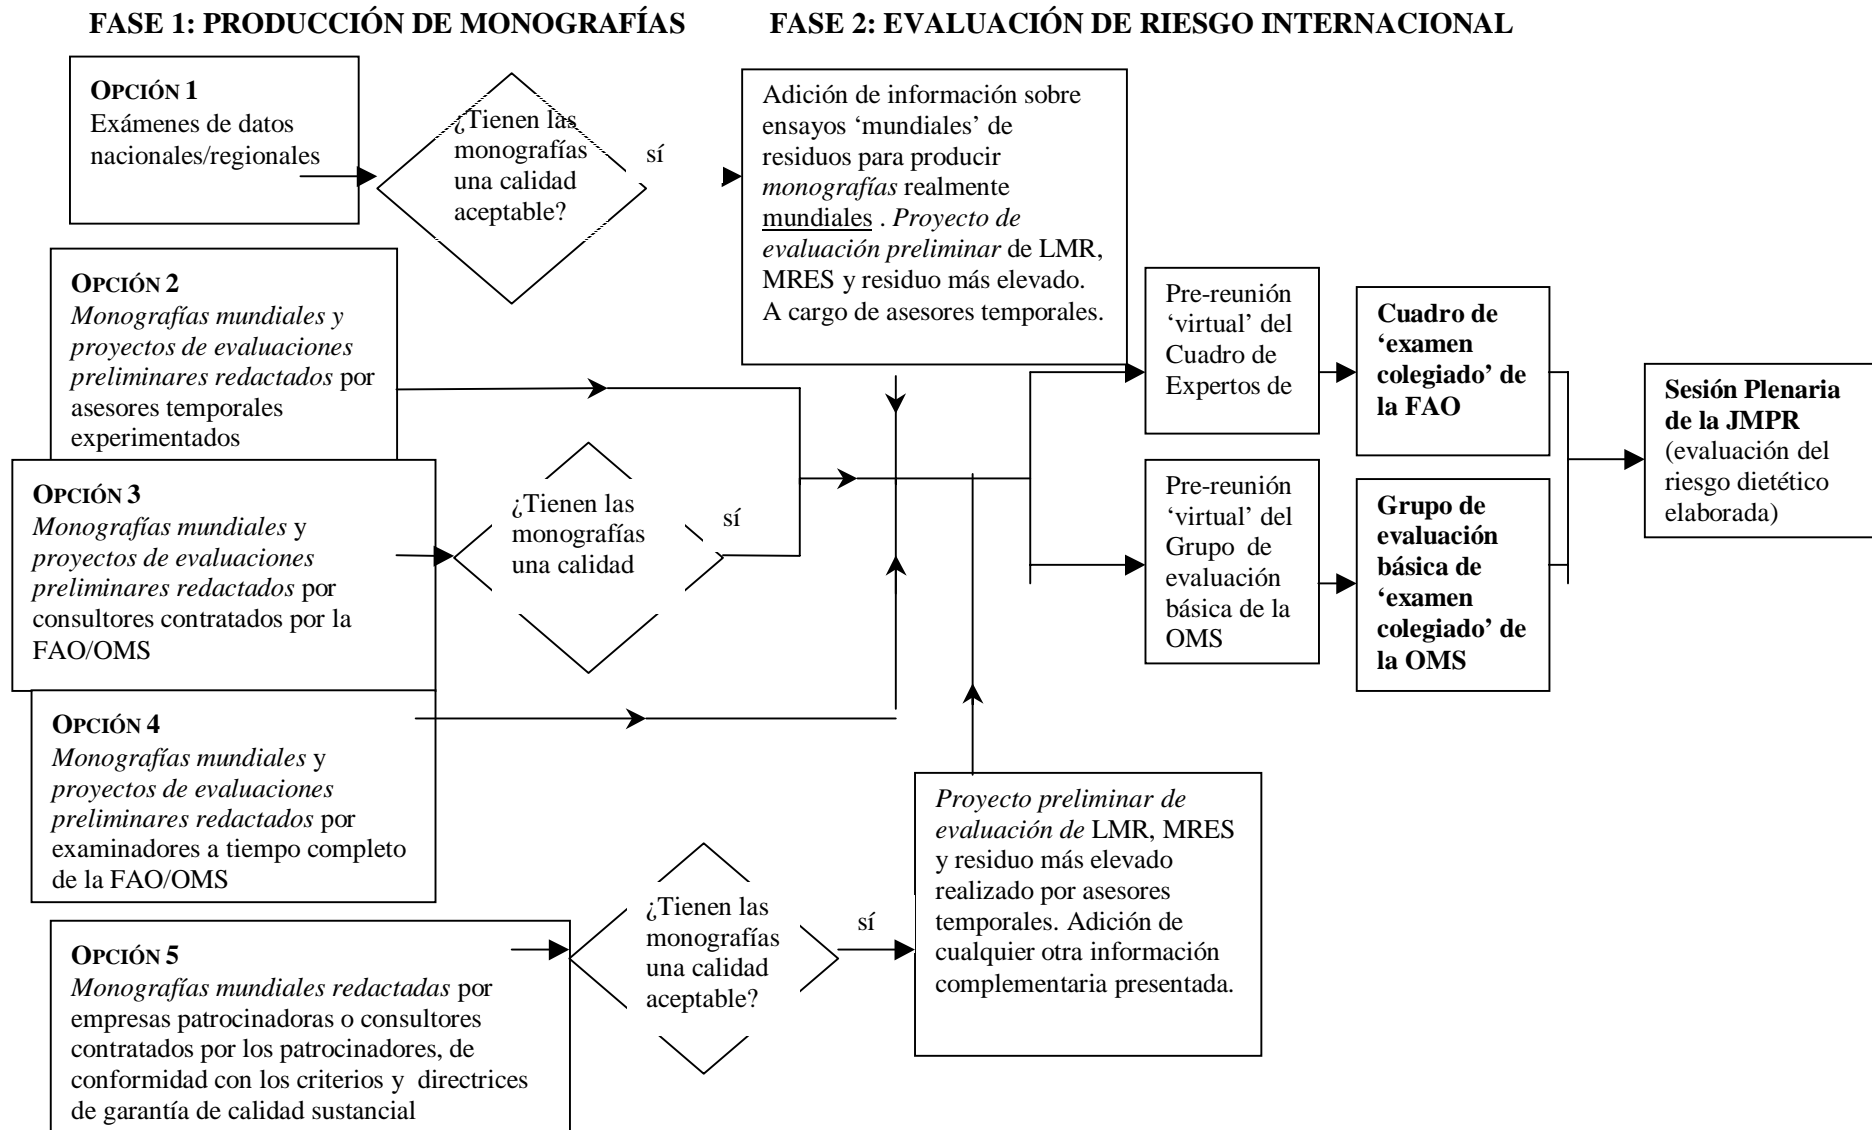 FASE 1: PRODUCCIÓN DE MONOGRAFÍAS
FASE 2: EVALUACIÓN DE RIESGO INTERNACIONAL
OPCIÓN 1
Exámenes de datos
nacionales/regionales
¿Tienen las
monografías
una calidad
aceptable?
sí
Adición de información sobre
ensayos ‘mundiales’ de
residuos para producir
monografías realmente
mundiales . Proyecto de
evaluación preliminar de LMR,
MRES y residuo más elevado.
A cargo de asesores temporales.
OPCIÓN 2
Monografías mundiales y
proyectos de evaluaciones
preliminares redactados por
asesores temporales
experimentados
OPCIÓN 3
Monografías mundiales y
proyectos de evaluaciones
preliminares redactados por
consultores contratados por la
FAO/OMS
¿Tienen las
monografías
una calidad
sí
OPCIÓN 4
Monografías mundiales y
proyectos de evaluaciones
preliminares redactados por
examinadores a tiempo completo
de la FAO/OMS
OPCIÓN 5
Monografías mundiales redactadas por
empresas patrocinadoras o consultores
contratados por los patrocinadores, de
conformidad con los criterios y directrices
de garantía de calidad sustancial
¿Tienen las
monografías
una calidad
aceptable?
sí
Proyecto preliminar de
evaluación de LMR, MRES
y residuo más elevado
realizado por asesores
temporales. Adición de
cualquier otra información
complementaria presentada.
Pre-reunión
‘virtual’ del
Cuadro de
Expertos de
Pre-reunión
‘virtual’ del
Grupo de
evaluación
básica de la
OMS
Cuadro de
‘examen
colegiado’ de
la FAO
Grupo de
evaluación
básica de
‘examen
colegiado’ de
la OMS
Sesión Plenaria
de la JMPR
(evaluación del
riesgo dietético
elaborada)